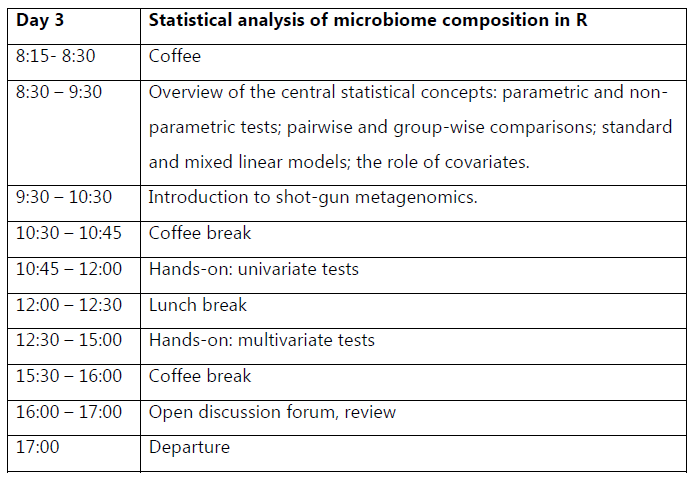 Day 3 Statistical analysis of microbiome composition in R
8:15- 8:30 Coffee
8:30 – 9:30 Overview of the central statistical concepts: parametric and non-
parametric tests; pairwise and group-wise comparisons; standard
and mixed linear models; the role of covariates.
9:30 – 10:30 Introduction to shot-gun metagenomics.
10:30 – 10:45 Coffee break
10:45 – 12:00 Hands-on: univariate tests
12:00 – 12:30 Lunch break
12:30 – 15:00 Hands-on: multivariate tests
15:30 – 16:00 Coffee break
16:00 – 17:00 Open discussion forum, review
17:00 Departure